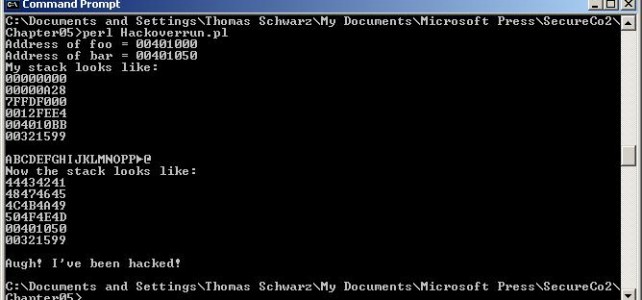 Command Prompt
C:\Documents and Settings\Thomas Schwarz\My Documents\Microsoft Press\SecureCo2\
Chapter05>perl Hackoverrun.pl
Address of foo = 00401000
Address of bar = 00401050
My stack looks like:
00000000
00000A28
7FFDF000
0012FEE4
004010BB
00321599
ABCDEFGHIJKLMNOPP►@
Now the stack looks like:
44434241
48474645
4C4B4A49
504F4E4D
00401050
00321599
Augh! I've been hacked!
C:\Documents and Settings\Thomas Schwarz\My Documents\Microsoft Press\SecureCo2\
Chapter05>